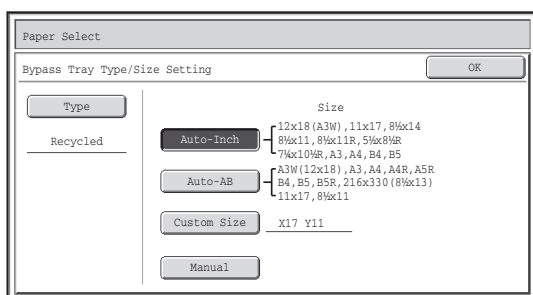 Paper Select
Bypass Tray Type/Size Setting
OK
Type
Recycled
Size
Auto-Inch
12x18(A3W),11x17,8½x14
8½x11,8½x11R,5½x8½R
7¼x10½R,A3,A4,B4,B5
Auto-AB
A3W(12x18),A3,A4,A4R,A5R
B4,B5,B5R,216x330(8½x13)
11x17,8½x11
Custom Size
X17 Y11
Manual